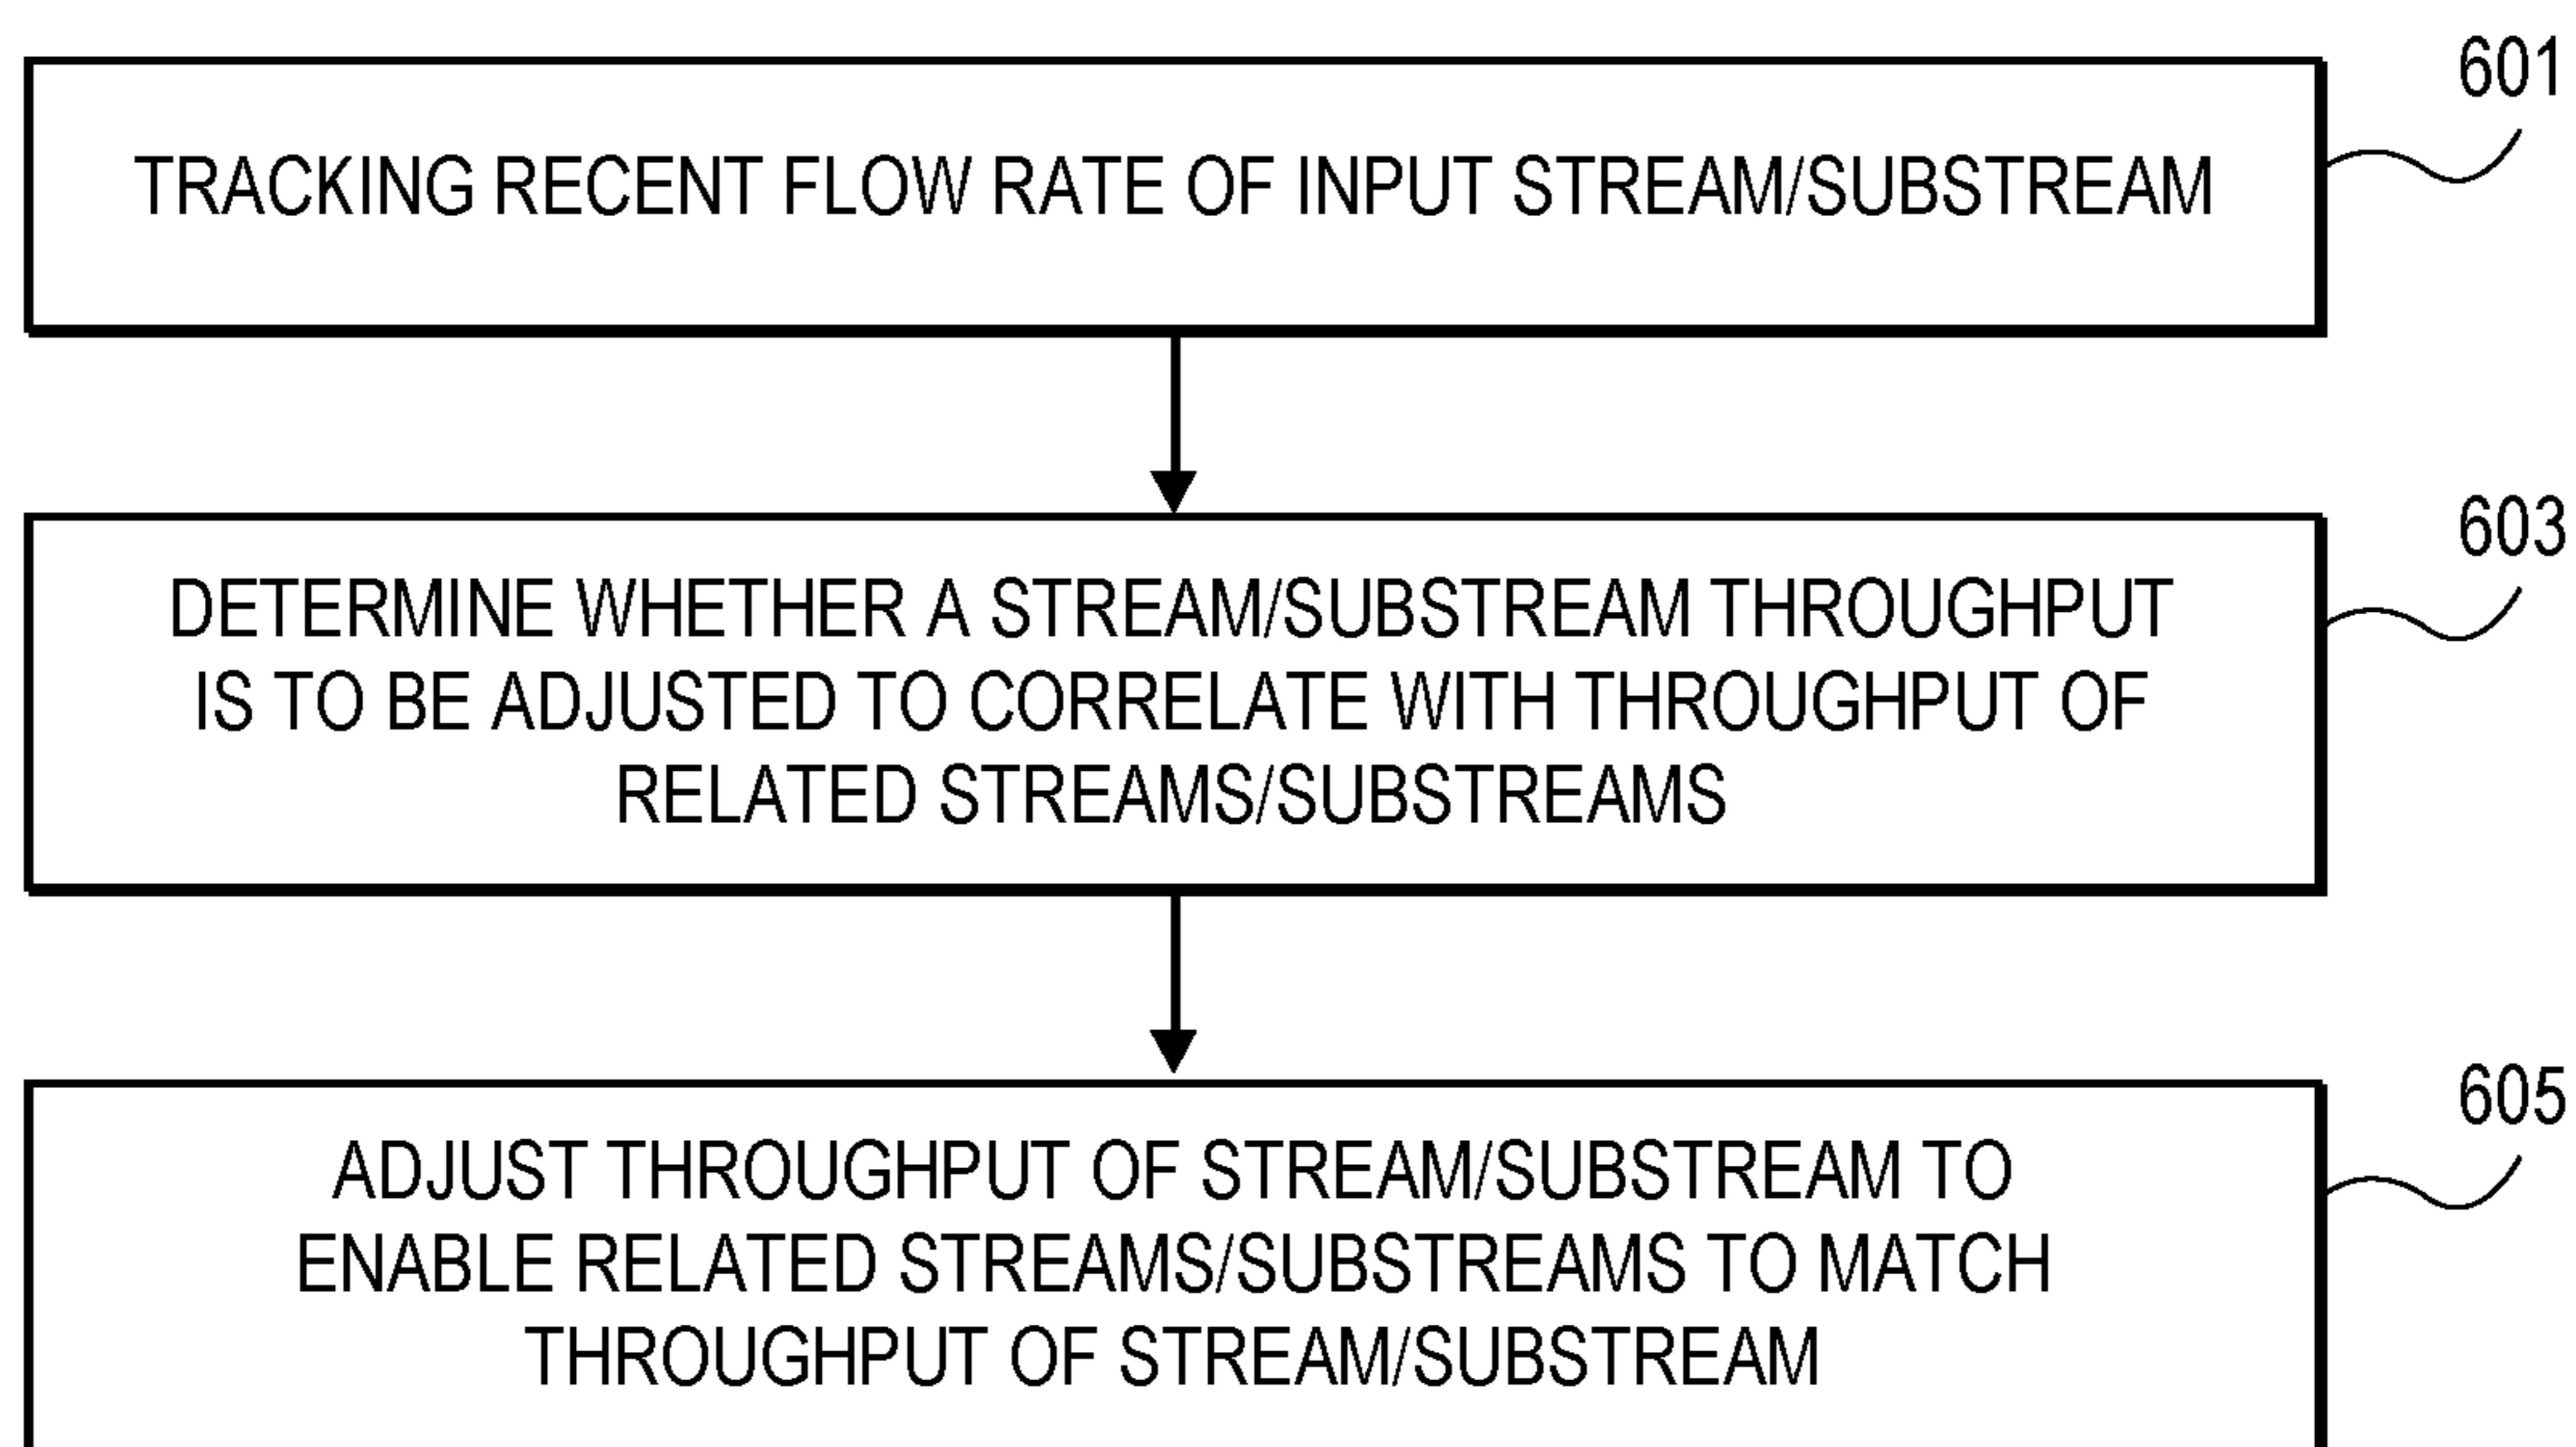 601
TRACKING RECENT FLOW RATE OF INPUT STREAM/SUBSTREAM
603
DETERMINE WHETHER A STREAM/SUBSTREAM THROUGHPUT
IS TO BE ADJUSTED TO CORRELATE WITH THROUGHPUT OF
RELATED STREAMS/SUBSTREAMS
605
ADJUST THROUGHPUT OF STREAM/SUBSTREAM TO
ENABLE RELATED STREAMS/SUBSTREAMS TO MATCH
THROUGHPUT OF STREAM/SUBSTREAM